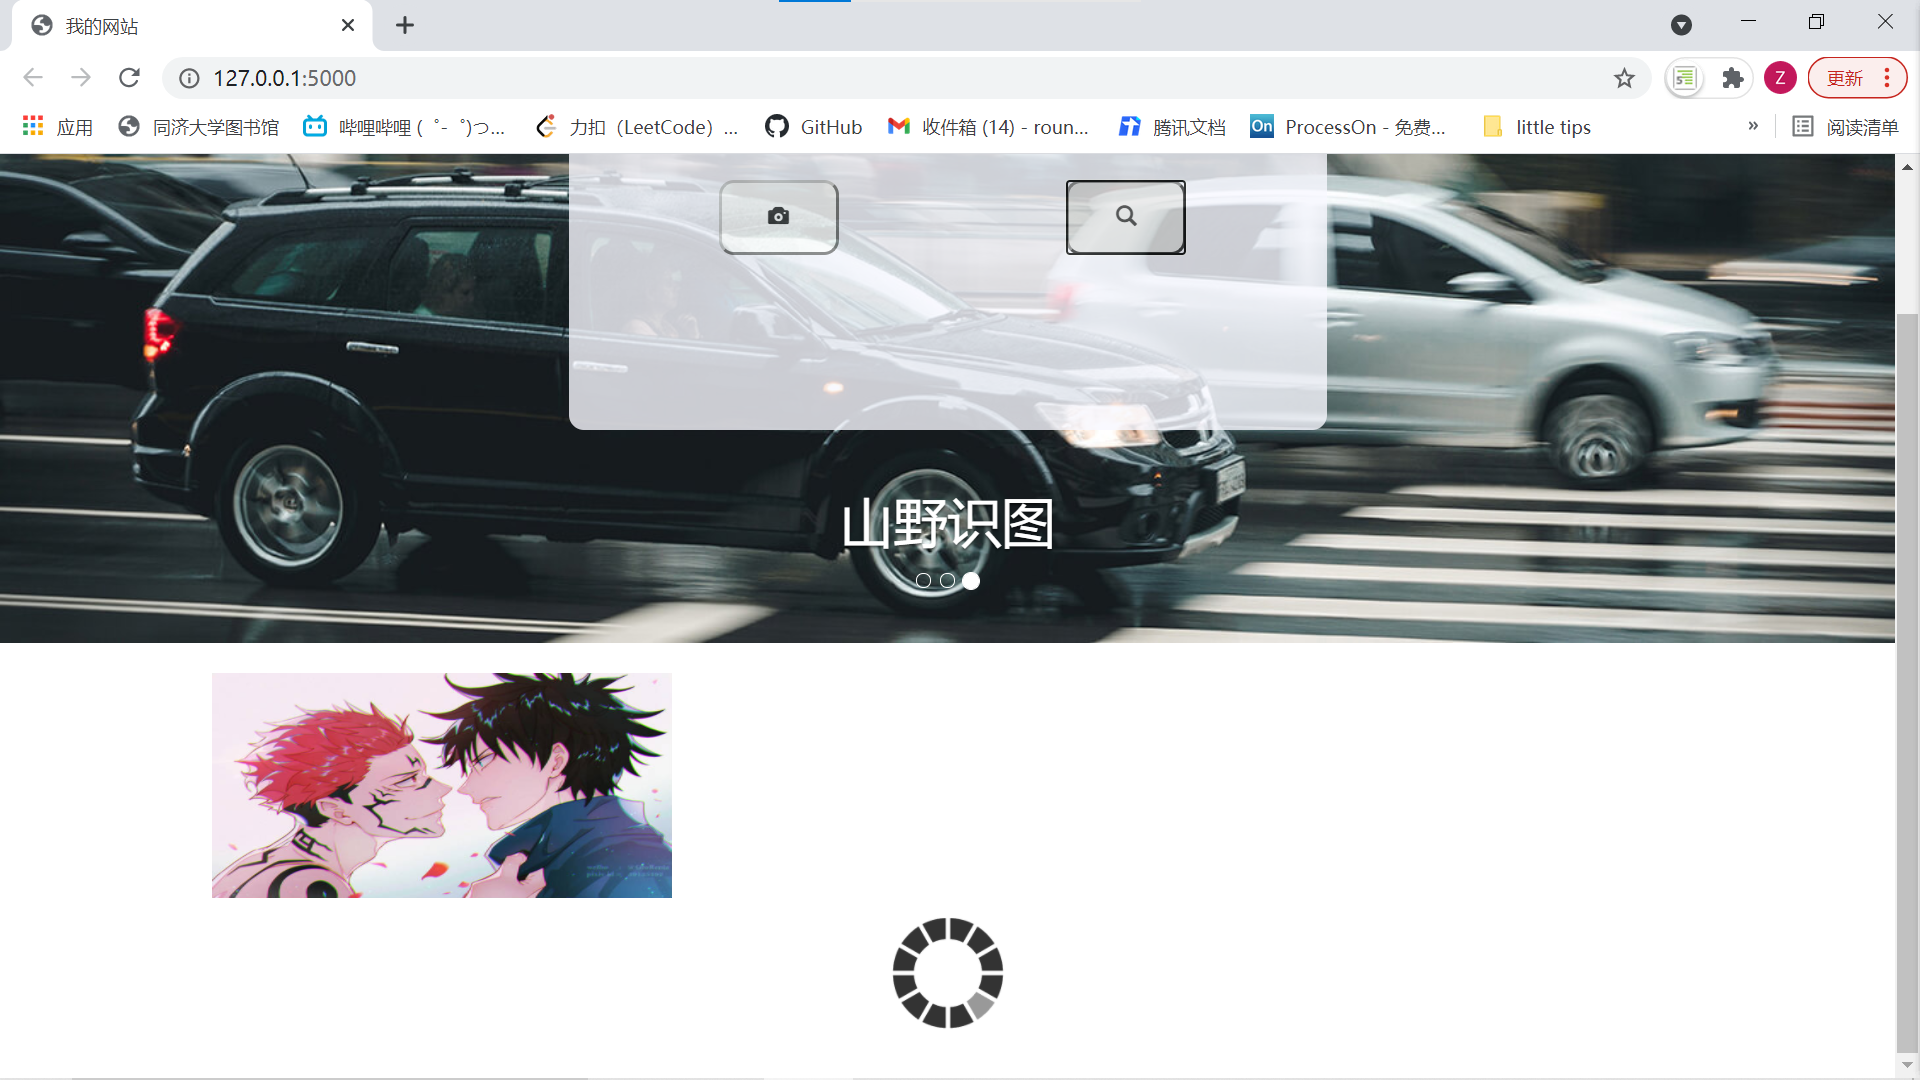 我的网站
127.0.0.1:5000
Z
更新
应用
同济大学图书馆
哔哩哔哩 (゜-゜)つ...
力扣（LeetCode）...
GitHub
收件箱 (14) - roun...
腾讯文档
On
ProcessOn - 免费...
little tips
»
阅读清单
山野识图